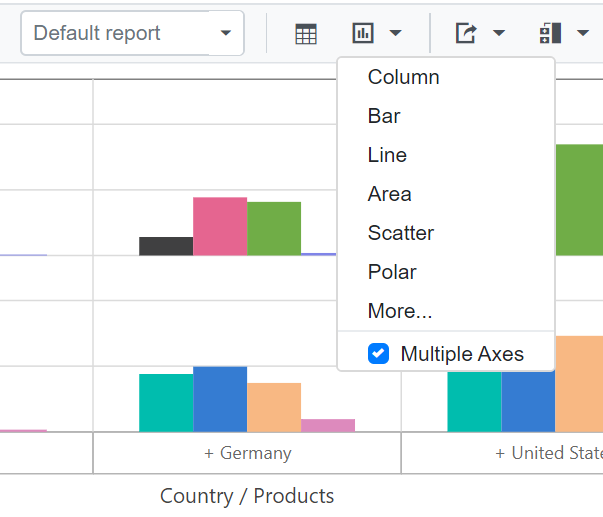 Default report
Column
Bar
Line
Area
Scatter
Polar
More...
Multiple Axes
+ Germany
+ United State
Country / Products